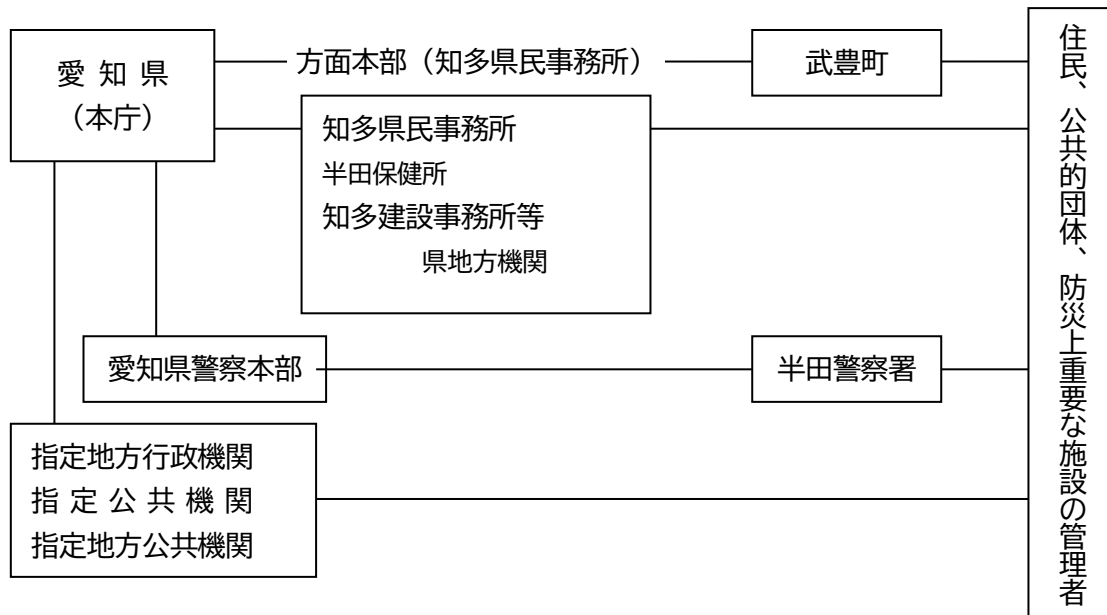 愛 知 県
（本庁）
方面本部（知多県民事務所）
武豊町
知多県民事務所
半田保健所
知多建設事務所等
県地方機関
愛知県警察本部
半田警察署
指定地方行政機関
指 定 公 共 機 関
指定地方公共機関
住民、公共的団体、防災上重要な施設の管理者